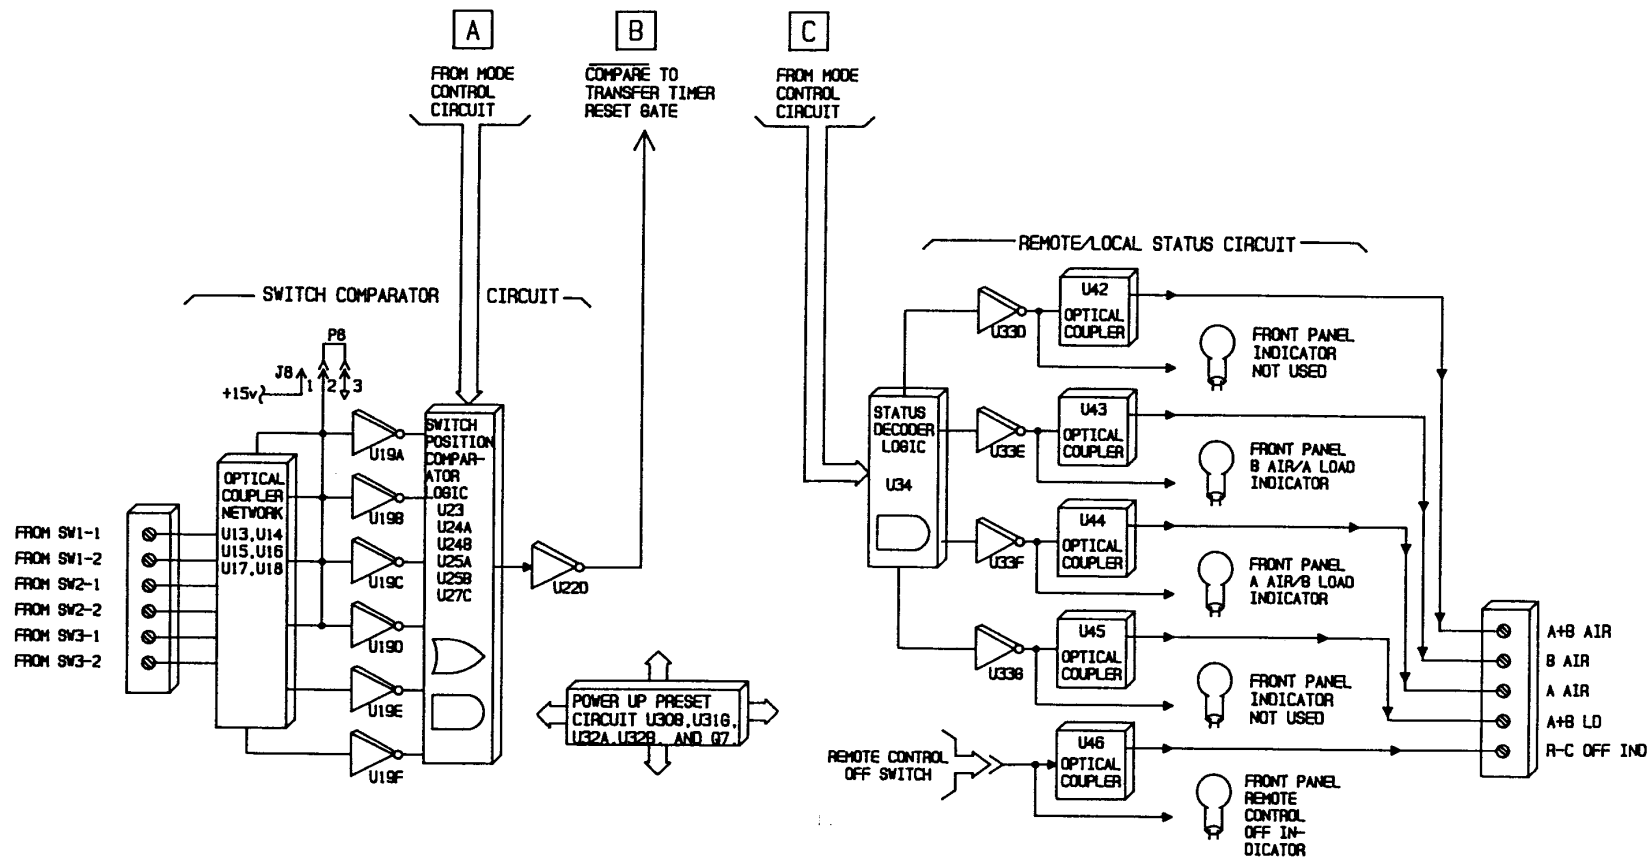 A
B
C
FROM MODE
CONTROL
CIRCUIT
COMPARE TO
TRANSFER TIMER
RESET GATE
FROM MODE
CONTROL
CIRCUIT
REMOTE/LOCAL STATUS CIRCUIT
SWITCH COMPARATOR CIRCUIT
P8
J8
1 2 3
+15v
U19A
U19B
U19C
U19D
U19E
U19F
OPTICAL
COUPLER
NETWORK
U13,U14
U15,U16
U17,U18
FROM SW1-1
FROM SW1-2
FROM SW2-1
FROM SW2-2
FROM SW3-1
FROM SW3-2
SWITCH
POSITION
COMPAR-
ATOR
LOGIC
U23
U24A
U24B
U25A
U25B
U27C
U22D
POWER UP PRESET
CIRCUIT U30B,U31G,
U32A,U32B, AND Q7.
STATUS
DECODER
LOGIC
U34
U33D
U42
OPTICAL
COUPLER
FRONT PANEL
INDICATOR
NOT USED
U33E
U43
OPTICAL
COUPLER
FRONT PANEL
B AIR/A LOAD
INDICATOR
U33F
U44
OPTICAL
COUPLER
FRONT PANEL
A AIR/B LOAD
INDICATOR
U33G
U45
OPTICAL
COUPLER
FRONT PANEL
INDICATOR
NOT USED
REMOTE CONTROL
OFF SWITCH
U46
OPTICAL
COUPLER
FRONT PANEL
REMOTE
CONTROL
OFF IN-
DICATOR
A+B AIR
B AIR
A AIR
A+B LD
R-C OFF IND